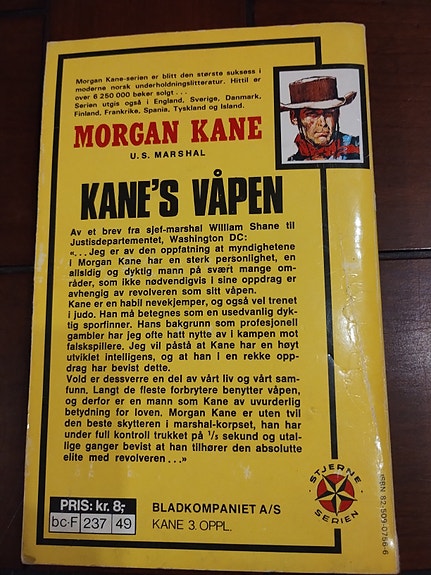 Morgan Kane-serien er blitt den største suksess i
moderne norsk underholdningslitteratur. Hittil er
over 6 250 000 bøker solgt . . .
Serien utgis også i England, Sverige, Danmark,
Finland, Frankrike, Spania, Tyskland og Island.
MORGAN KANE
U.S. MARSHAL
KANE'S VÅPEN
Av et brev fra sjef-marshal William Shane til
Justisdepartementet, Washington DC:
«. . . Jeg er av den oppfatning at myndighetene
i Morgan Kane har en sterk personlighet, en
allsidig og dyktig mann på svært mange om-
råder, som ikke nødvendigvis i sine oppdrag er
avhengig av revolveren som sitt våpen.
Kane er en habil nevekjemper, og også vel trenet
i judo. Han må betegnes som en usedvanlig dyk-
tig sporfinner. Hans bakgrunn som profesjonell
gambler har jeg ofte hatt nytte av i kampen mot
falskspillere. Jeg vil påstå at Kane har en høyt
utviklet intelligens, og at han i en rekke opp-
drag har bevist dette.
Vold er dessverre en del av vårt liv og vårt sam-
funn. Langt de fleste forbrytere benytter våpen,
og derfor er en mann som Kane av uvurderlig
betydning for loven. Morgan Kane er uten tvil
den beste skytteren i marshal-korpset, han har
under full kontroll trukket på 1/5 sekund og utal-
lige ganger bevist at han tilhører den absolutte
elite med revolveren . . .»
STJERNE
SERIEN
ISBN 82-509-0756-6
PRIS: kr. 8;
bc-F 237 49
BLADKOMPANIET A/S
KANE 3. OPPL.